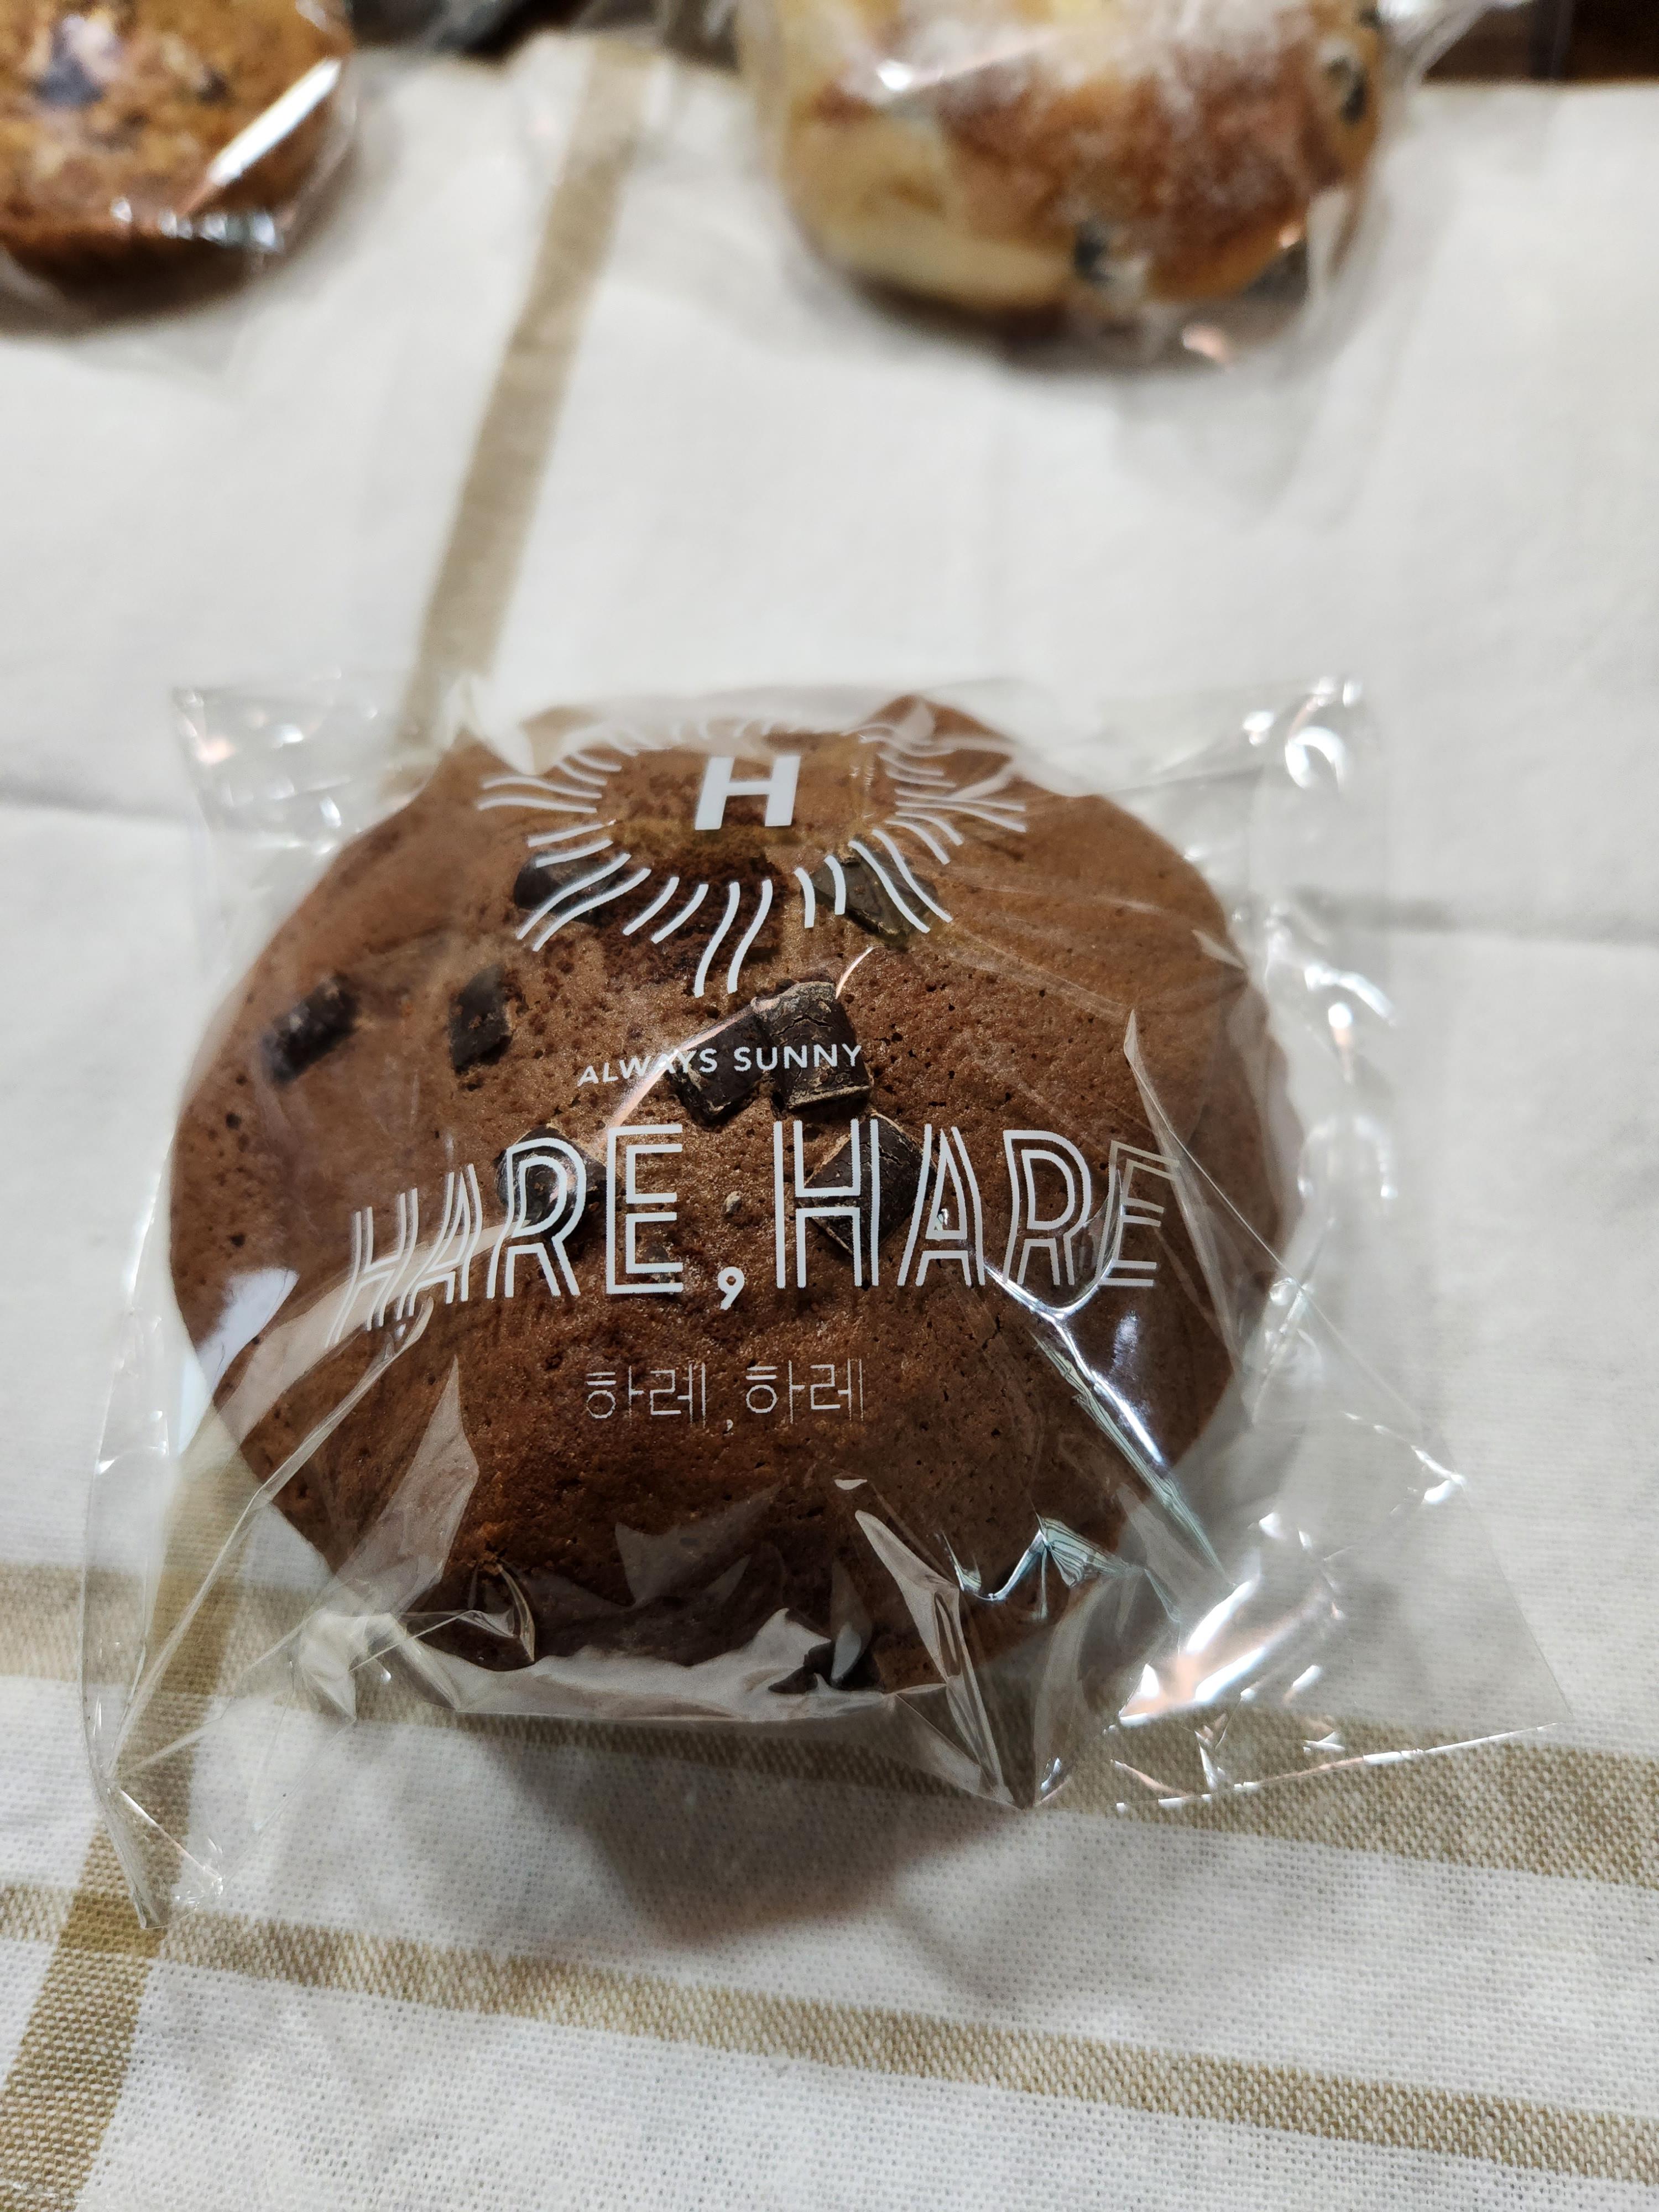 H
ALWAYS SUNNY
HARE, HARE
하레, 하레